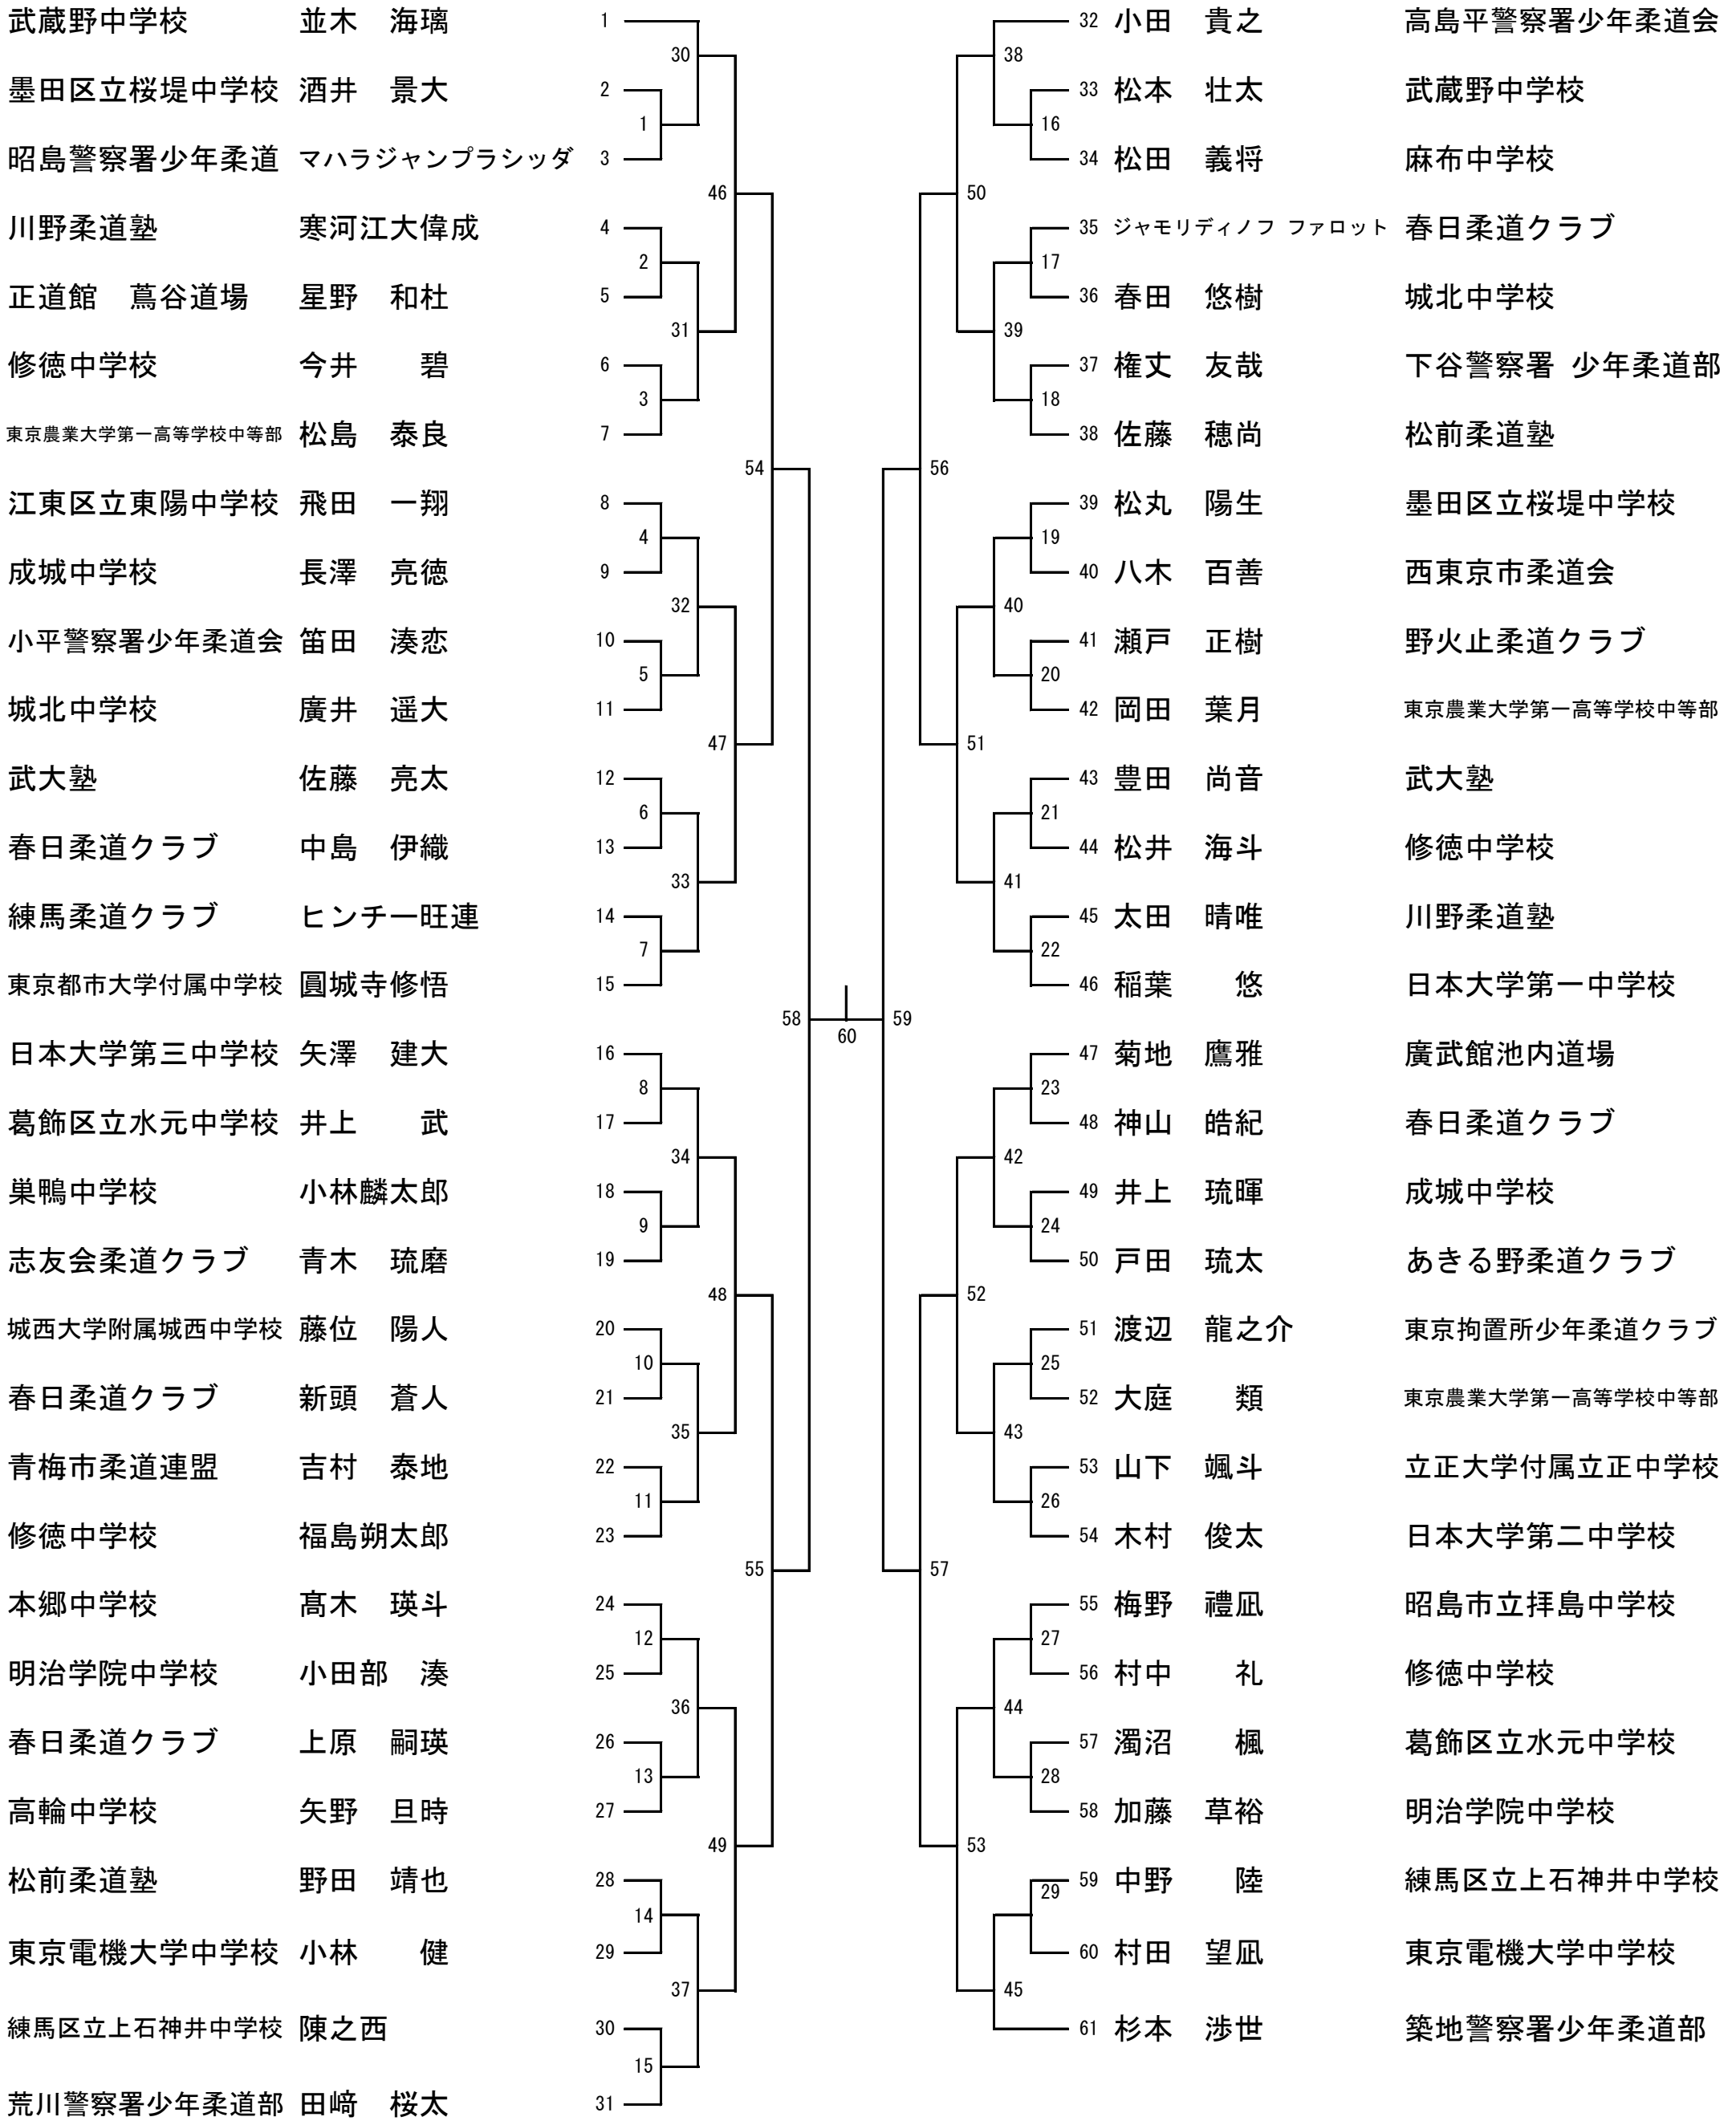 武蔵野中学校 並木 海璃 1 32 小田 貴之 高島平警察署少年柔道会
30 38
墨田区立桜堤中学校 酒井 景大 2 33 松本 壮太 武蔵野中学校
1 16
昭島警察署少年柔道 マハラジャンプラシッダ 3 34 松田 義将 麻布中学校
46 50
川野柔道塾 寒河江大偉成 4 35 ジャモリディノフ ファロット 春日柔道クラブ
2 17
正道館 蔦谷道場 星野 和杜 5 36 春田 悠樹 城北中学校
31 39
修徳中学校 今井 碧 6 37 権丈 友哉 下谷警察署 少年柔道部
3 18
東京農業大学第一高等学校中等部 松島 泰良 7 38 佐藤 穂尚 松前柔道塾
54 56
江東区立東陽中学校 飛田 一翔 8 39 松丸 陽生 墨田区立桜堤中学校
4 19
成城中学校 長澤 亮徳 9 40 八木 百善 西東京市柔道会
32 40
小平警察署少年柔道会 笛田 湊恋 10 41 瀬戸 正樹 野火止柔道クラブ
5 20
城北中学校 廣井 遥大 11 42 岡田 葉月 東京農業大学第一高等学校中等部
47 51
武大塾 佐藤 亮太 12 43 豊田 尚音 武大塾
6 21
春日柔道クラブ 中島 伊織 13 44 松井 海斗 修徳中学校
33 41
練馬柔道クラブ ヒンチ一旺連 14 45 太田 晴唯 川野柔道塾
7 22
東京都市大学付属中学校 圓城寺修悟 15 46 稲葉 悠 日本大学第一中学校
58 59
60
日本大学第三中学校 矢澤 建大 16 47 菊地 鷹雅 廣武館池内道場
8 23
葛飾区立水元中学校 井上 武 17 48 神山 皓紀 春日柔道クラブ
34 42
巣鴨中学校 小林麟太郎 18 49 井上 琉暉 成城中学校
9 24
志友会柔道クラブ 青木 琉磨 19 50 戸田 琉太 あきる野柔道クラブ
48 52
城西大学附属城西中学校 藤位 陽人 20 51 渡辺 龍之介 東京拘置所少年柔道クラブ
10 25
春日柔道クラブ 新頭 蒼人 21 52 大庭 類 東京農業大学第一高等学校中等部
35 43
青梅市柔道連盟 吉村 泰地 22 53 山下 颯斗 立正大学付属立正中学校
11 26
修徳中学校 福島朔太郎 23 54 木村 俊太 日本大学第二中学校
55 57
本郷中学校 髙木 瑛斗 24 55 梅野 禮凪 昭島市立拝島中学校
12 27
明治学院中学校 小田部 湊 25 56 村中 礼 修徳中学校
36 44
春日柔道クラブ 上原 嗣瑛 26 57 濁沼 楓 葛飾区立水元中学校
13 28
高輪中学校 矢野 旦時 27 58 加藤 草裕 明治学院中学校
49 53
松前柔道塾 野田 靖也 28 59 中野 陸 練馬区立上石神井中学校
14 29
東京電機大学中学校 小林 健 29 60 村田 望凪 東京電機大学中学校
37 45
練馬区立上石神井中学校 陳之西 30 61 杉本 渉世 築地警察署少年柔道部
15
荒川警察署少年柔道部 田﨑 桜太 31